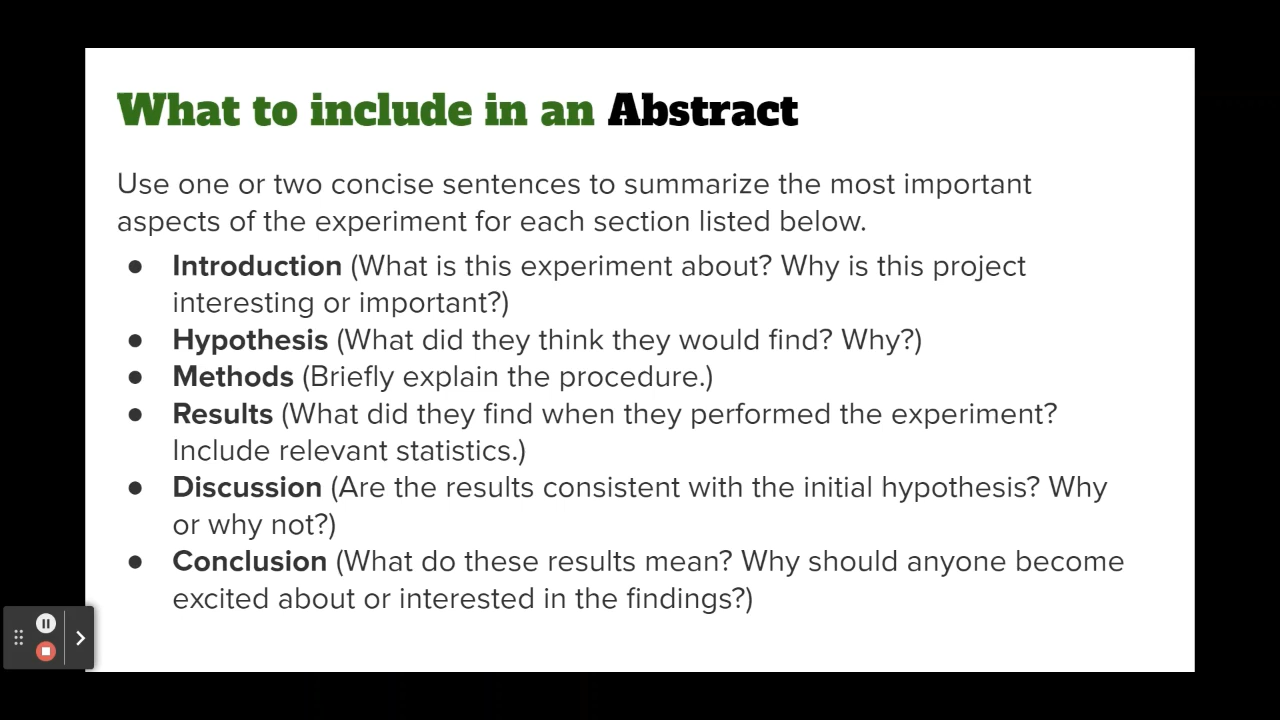 What to include in an Abstract
Use one or two concise sentences to summarize the most important
aspects of the experiment for each section listed below.
● Introduction (What is this experiment about? Why is this project
interesting or important?)
● Hypothesis (What did they think they would find? Why?)
● Methods (Briefly explain the procedure.)
● Results (What did they find when they performed the experiment?
Include relevant statistics.)
● Discussion (Are the results consistent with the initial hypothesis? Why
or why not?)
● Conclusion (What do these results mean? Why should anyone become
excited about or interested in the findings?)